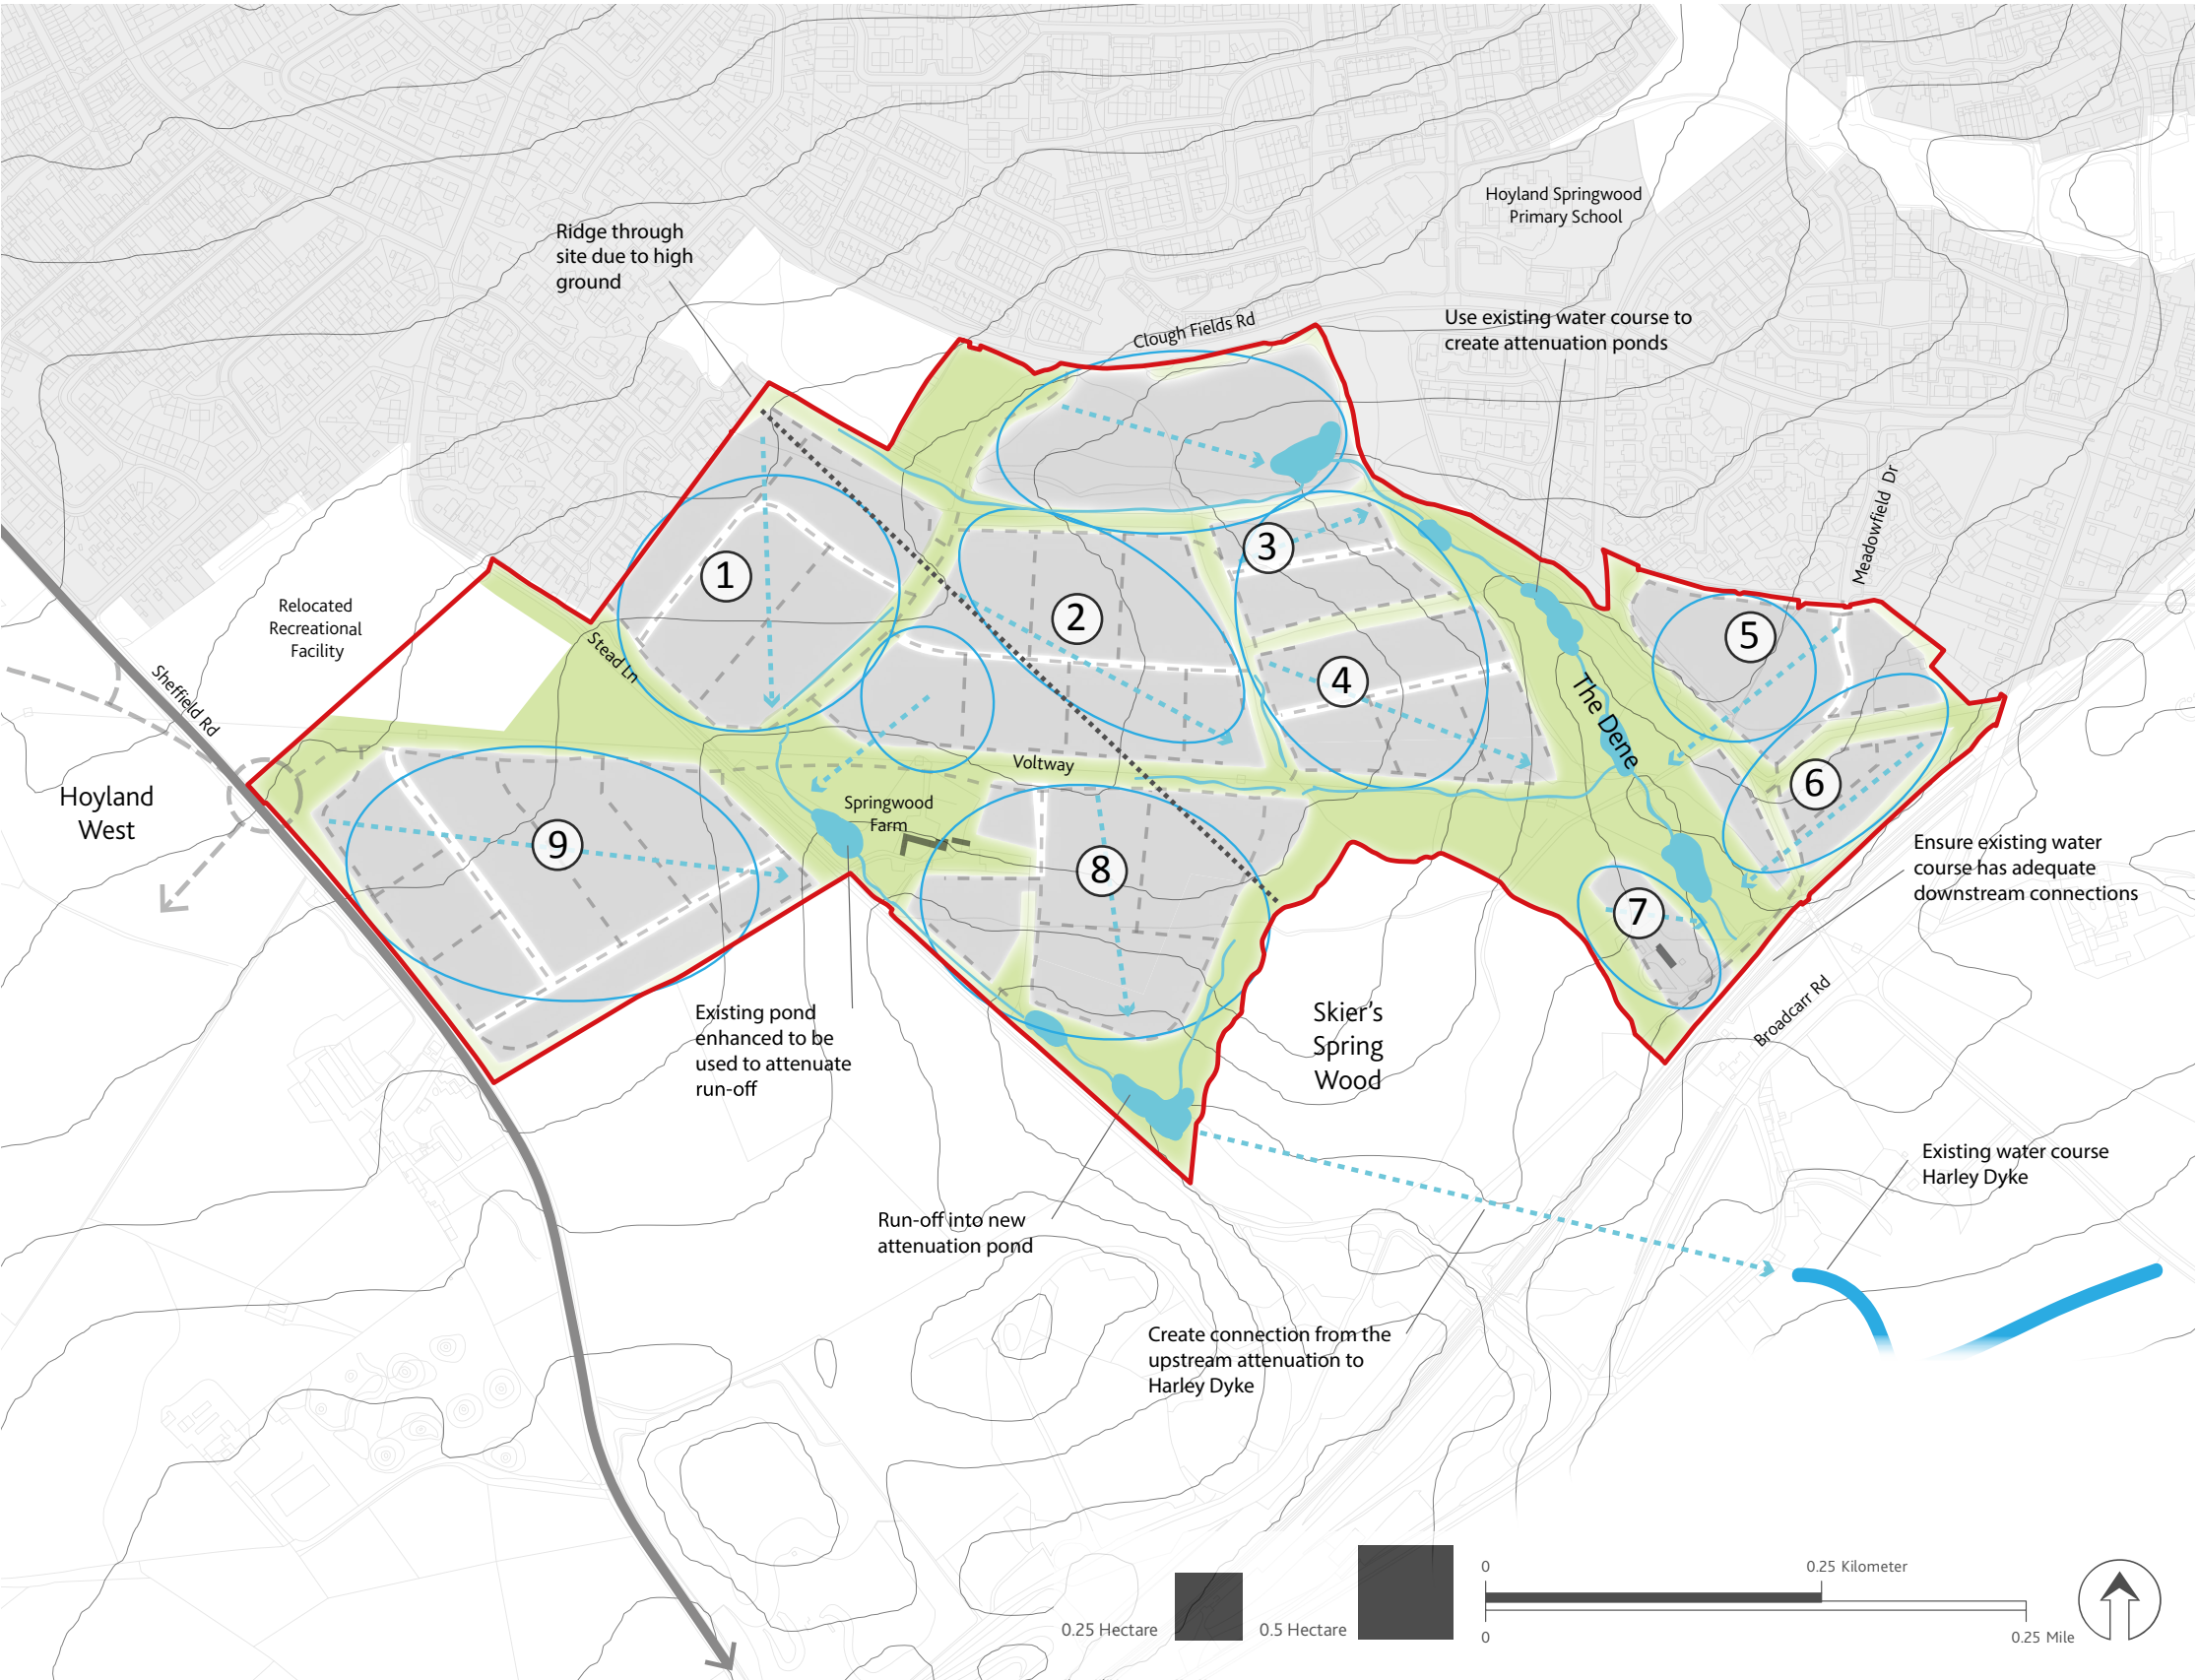 Hoyland Springwood
Primary School
Ridge through
site due to high
ground
Clough Fields Rd
Use existing water course to
create attenuation ponds
Meadowfield Dr
1
2
3
4
5
6
7
8
9
Relocated
Recreational
Facility
Stead Ln
Sheffield Rd
The Dene
Voltway
Springwood
Farm
Hoyland
West
Ensure existing water
course has adequate
downstream connections
Existing pond
enhanced to be
used to attenuate
run-off
Skier's
Spring
Wood
Broadcarr Rd
Existing water course
Harley Dyke
Run-off into new
attenuation pond
Create connection from the
upstream attenuation to
Harley Dyke
0.25 Hectare
0.5 Hectare
0
0.25 Kilometer
0
0.25 Mile